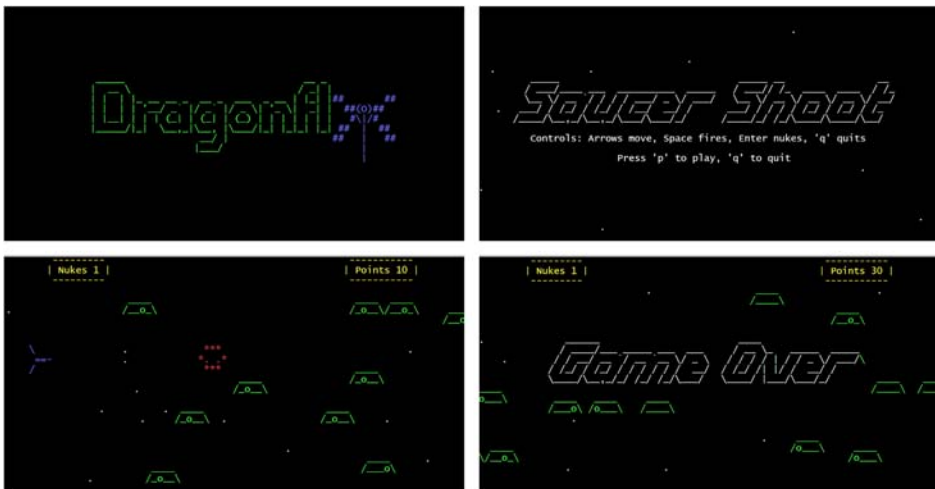 Dragonfl
Saucer Shoot
Controls: Arrows move, Space fires, Enter nukes, 'q' quits
Press 'p' to play, 'q' to quit
Nukes 1
Points 10
Nukes 1
Points 30
Game Over